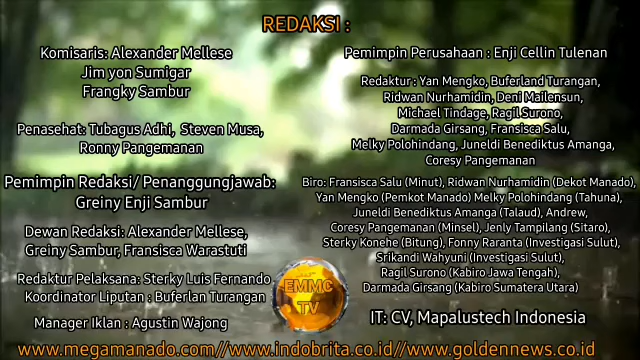 REDAKSI :
Komisaris: Alexander Mellese
Jim yon Sumigar
Frangky Sambur
Penasehat: Tubagus Adhi, Steven Musa,
Ronny Pangemanan
Pemimpin Redaksi/ Penanggungjawab:
Greiny Enji Sambur
Dewan Redaksi: Alexander Mellese,
Greiny Sambur, Fransisca Warastuti
Redaktur Pelaksana: Sterky Luis Fernando
Koordinator Liputan : Buferlan Turangan
Manager Iklan : Agustin Wajong
Pemimpin Perusahaan : Enji Cellin Tulenan
Redaktur : Yan Mengko, Buferland Turangan,
Ridwan Nurhamidin, Deni Mailensun,
Michael Tindage, Ragil Surono,
Darmada Girsang, Fransisca Salu,
Melky Polohindang, Juneldi Benediktus Amanga,
Coresy Pangemanan
Biro: Fransisca Salu (Minut), Ridwan Nurhamidin (Dekot Manado),
Yan Mengko (Pemkot Manado) Melky Polohindang (Tahuna),
Juneldi Benediktus Amanga (Talaud), Andrew,
Coresy Pangemanan (Minsel), Jenly Tampilang (Sitaro),
Sterky Konehe (Bitung), Fonny Raranta (Investigasi Sulut),
Srikandi Wahyuni (Investigasi Sulut),
Ragil Surono (Kabiro Jawa Tengah),
Darmada Girsang (Kabiro Sumatera Utara)
IT: CV, Mapalustech Indonesia
EMMC
TV
www.megamanado.com//www.indobrita.co.id//www.goldennews.co.id